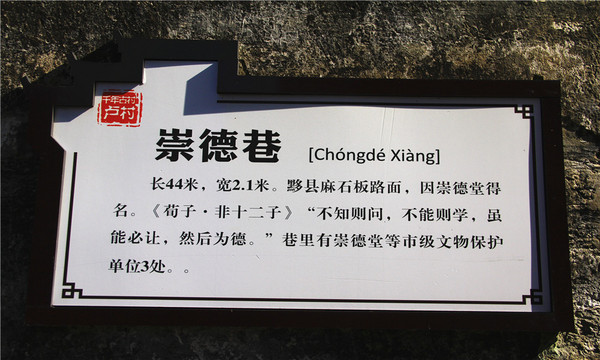 千年古村
卢村
崇德巷 [Chóngdé Xiàng]
长44米，宽2.1米。黟县麻石板路面，因崇德堂得
名。《荀子·非十二子》“不知则问，不能则学，虽
能必让，然后为德。”巷里有崇德堂等市级文物保护
单位3处。。